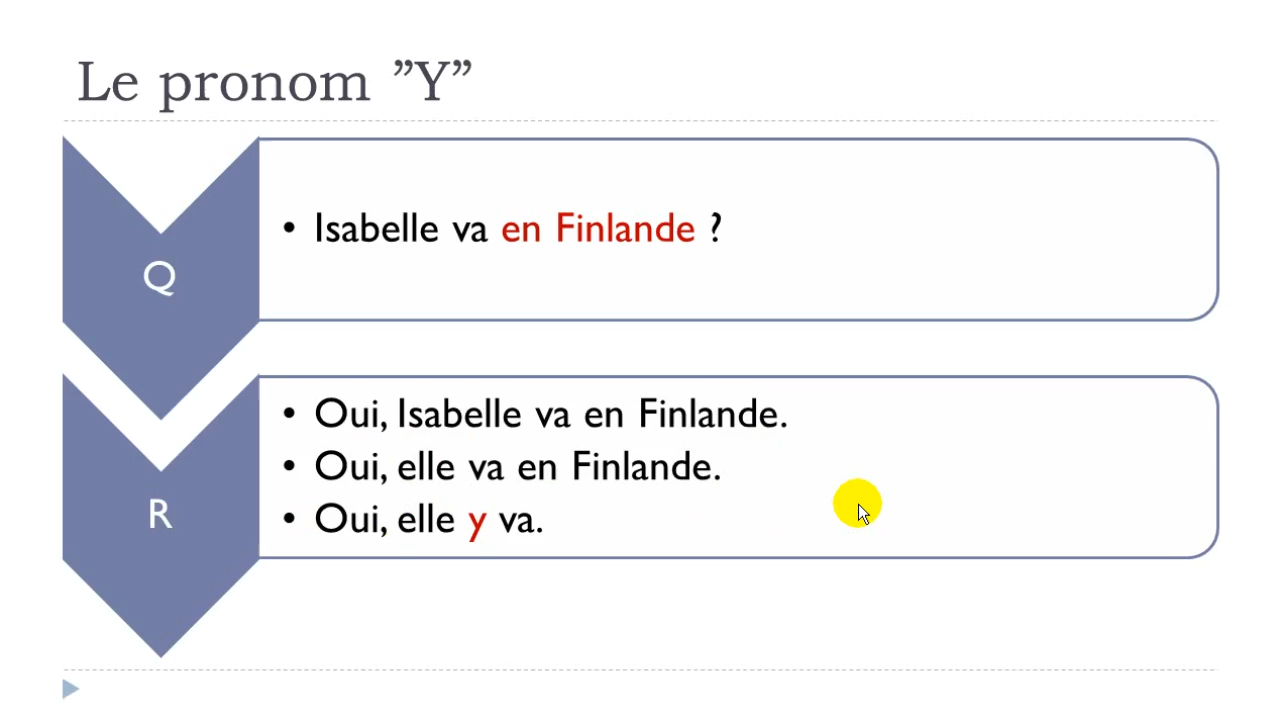 Le pronom ”Y”
Q
• Isabelle va en Finlande ?
R
• Oui, Isabelle va en Finlande.
• Oui, elle va en Finlande.
• Oui, elle y va.